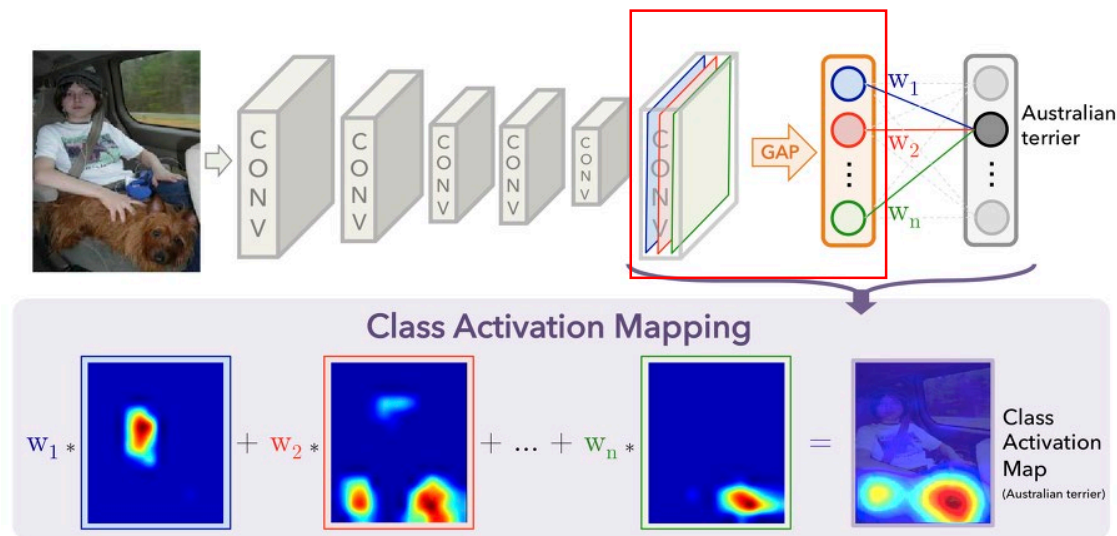 CONV
CONV
CONV
CONV
CONV
CONV
GAP
w1
w2
⋮
wn
⋮
Australian
terrier
Class Activation Mapping
w1 * + w2 * + ... + wn * =
Class
Activation
Map
(Australian terrier)